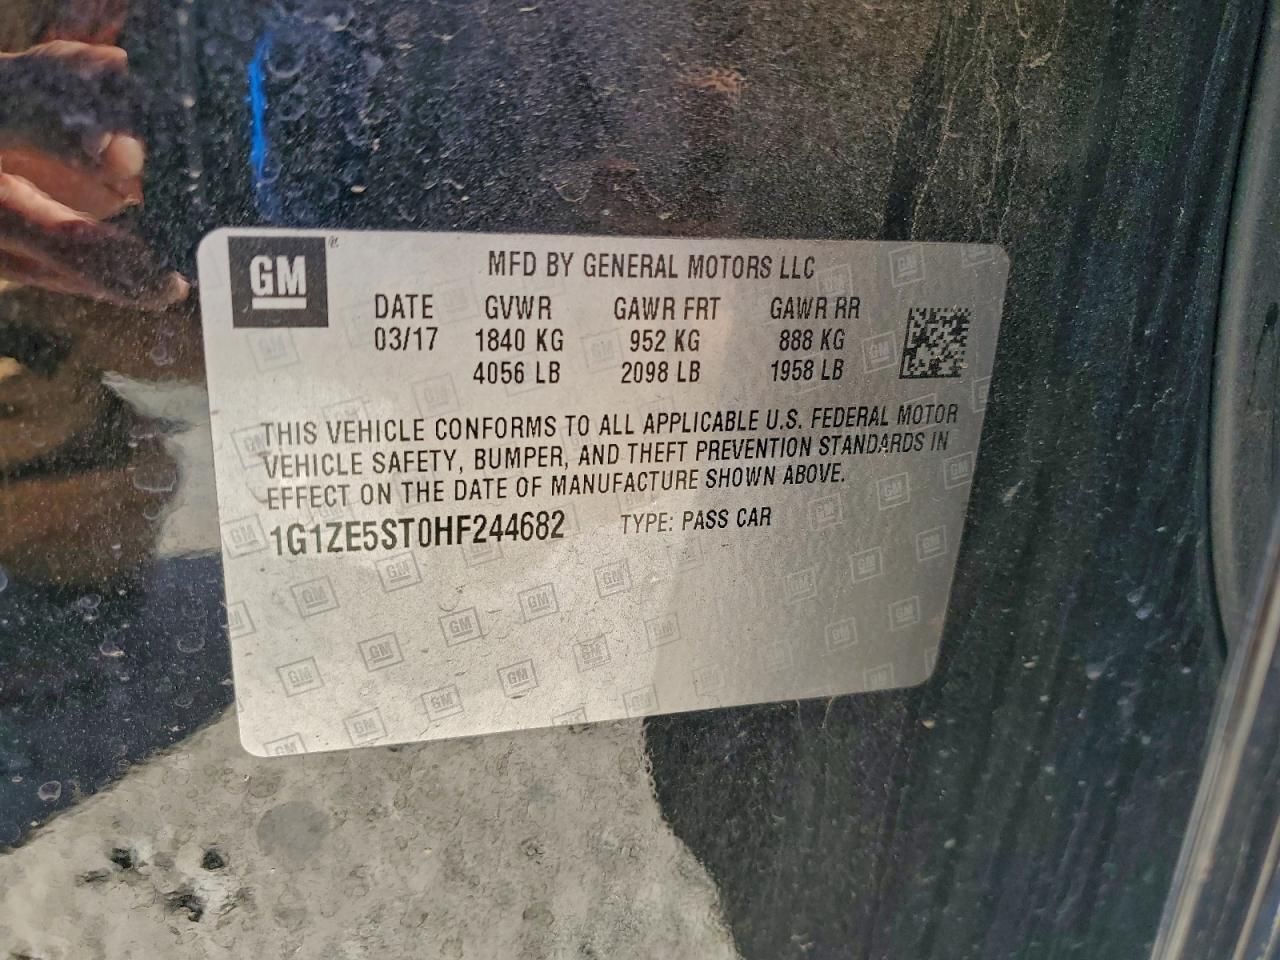 GM
MFD BY GENERAL MOTORS LLC
DATE GVWR GAWR FRT GAWR RR
03/17 1840 KG 952 KG 888 KG
4056 LB 2098 LB 1958 LB
THIS VEHICLE CONFORMS TO ALL APPLICABLE U.S. FEDERAL MOTOR
VEHICLE SAFETY, BUMPER, AND THEFT PREVENTION STANDARDS IN
EFFECT ON THE DATE OF MANUFACTURE SHOWN ABOVE.
1G1ZE5ST0HF244682 TYPE: PASS CAR